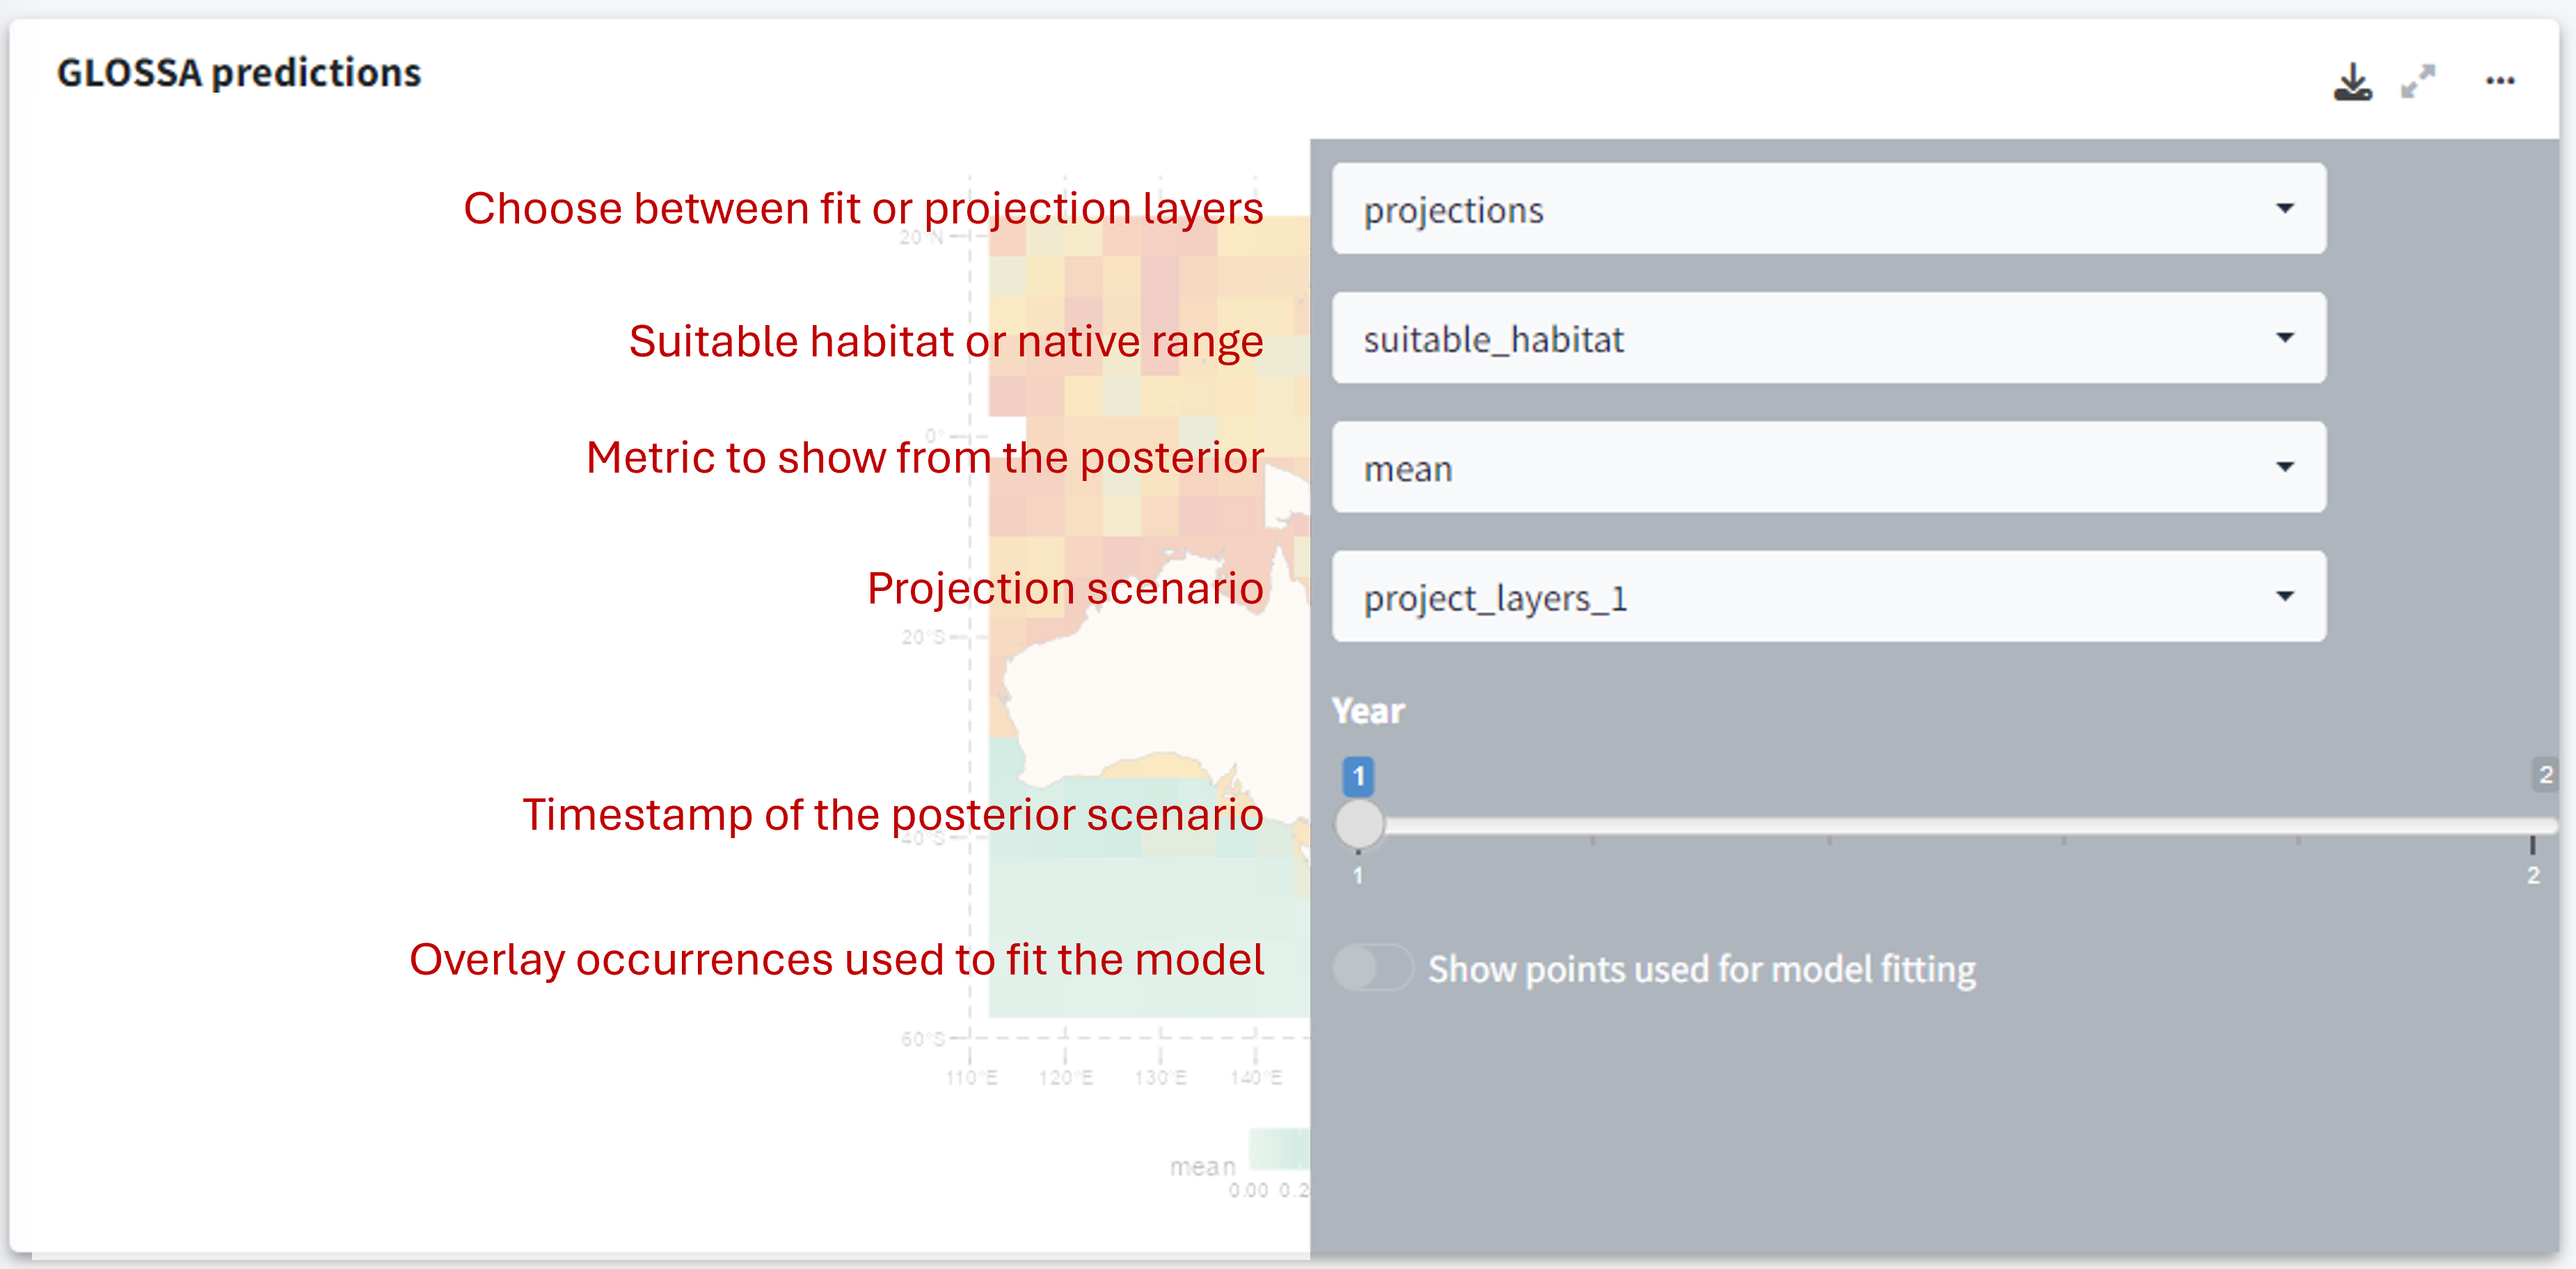 GLOSSA predictions
Choose between fit or projection layers
projections
20°N
Suitable habitat or native range
suitable_habitat
0°
Metric to show from the posterior
mean
Projection scenario
project_layers_1
20°S
Year
1
2
Timestamp of the posterior scenario
40°S
1
2
Overlay occurrences used to fit the model
Show points used for model fitting
60°S
110°E 120°E 130°E 140°E
mean
0.00 0.2